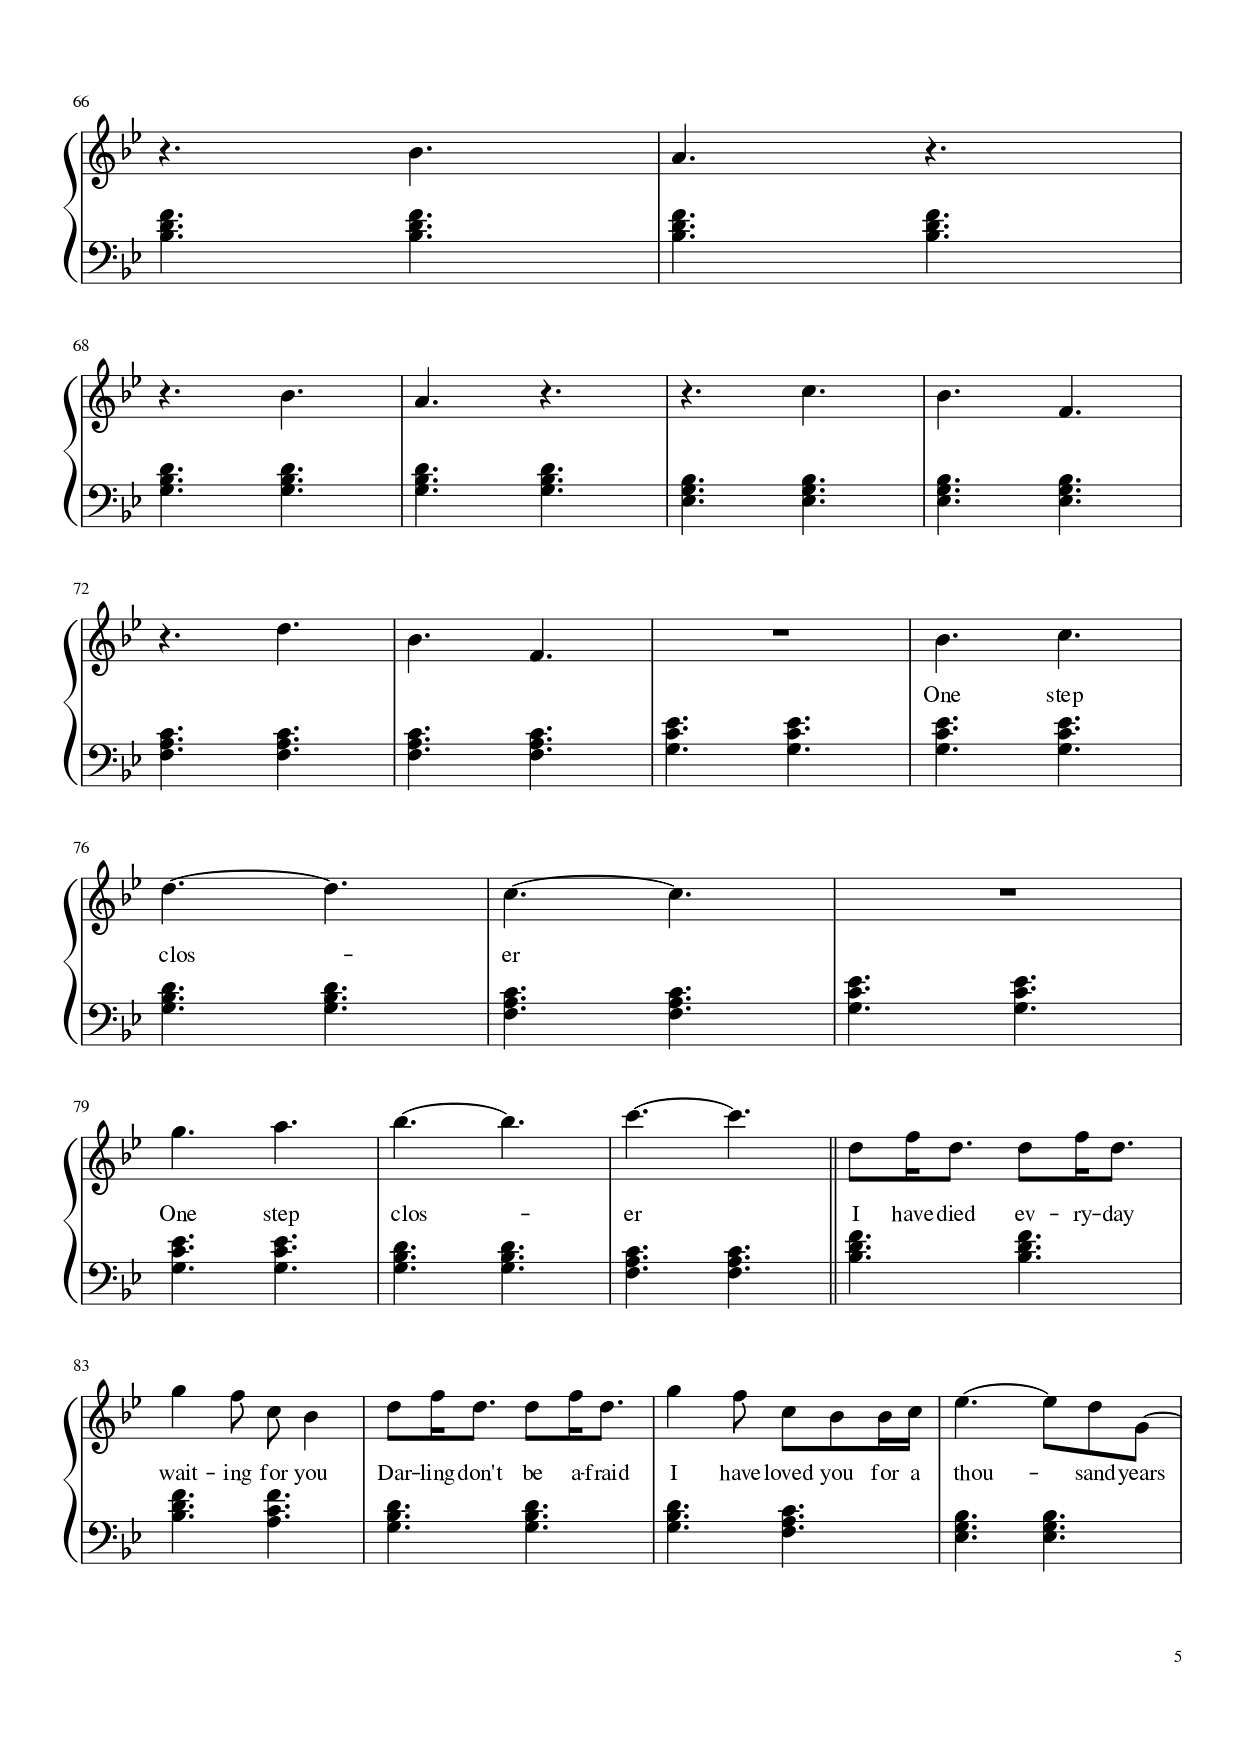 66
68
72
One step
76
clos - er
79
One step clos - er I have died ev - ry - day
83
wait - ing for you Dar - ling don't be a - fraid I have loved you for a thou - sand years
5